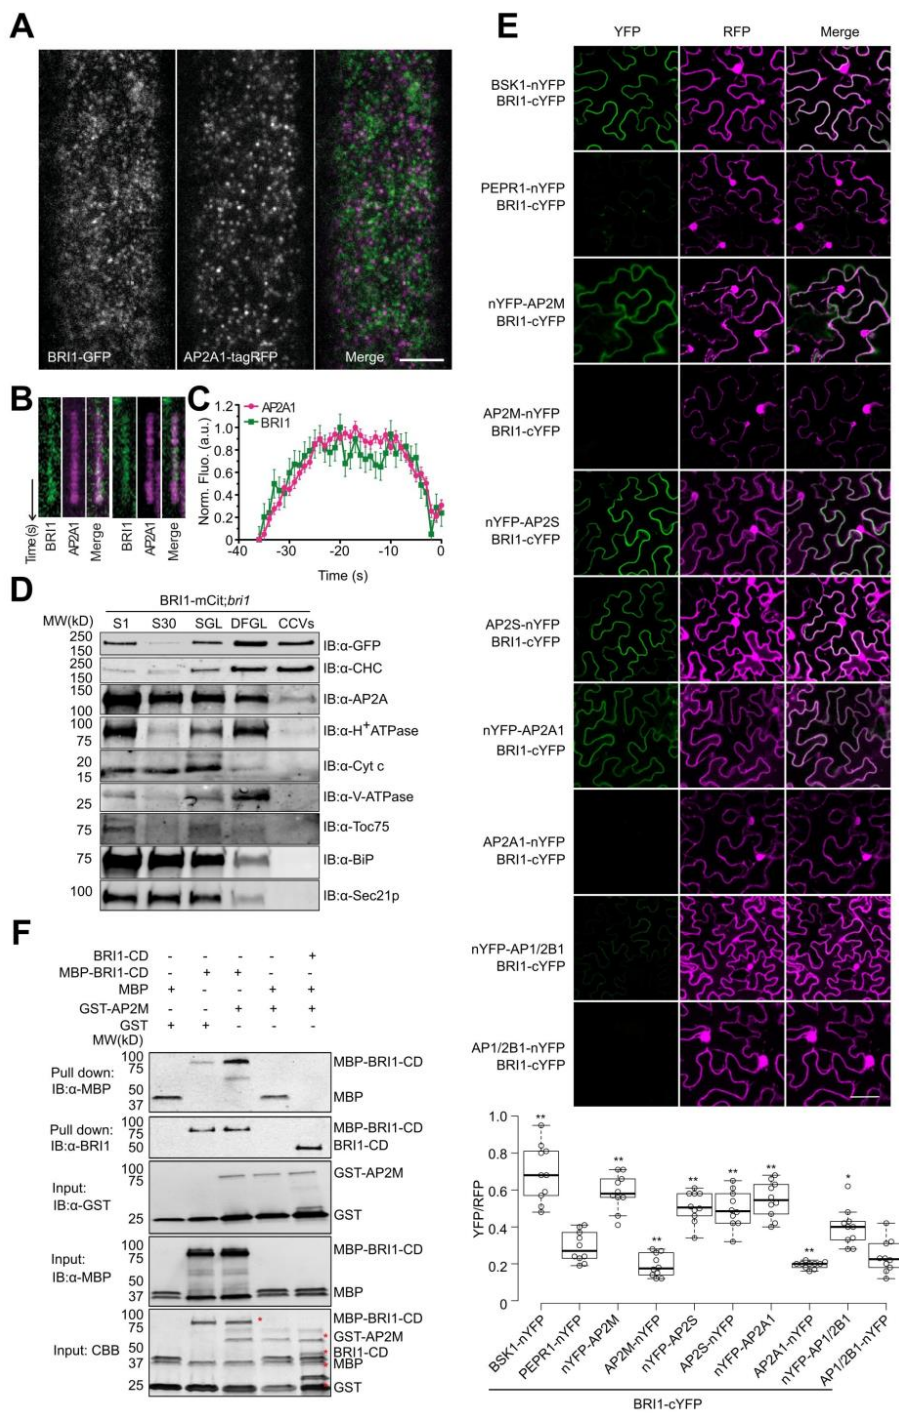 A
BRI1-GFP
AP2A1-tagRFP
Merge
B
Time(s)
BRI1
AP2A1
Merge
BRI1
AP2A1
Merge
C
AP2A1
BRI1
Norm. Fluo. (a.u.)
1.2
1.0
0.8
0.6
0.4
0.2
0
-40
-30
-20
-10
0
Time (s)
D
BRI1-mCit;bri1
MW(kD)
S1
S30
SGL
DFGL
CCVs
250
150
IB:α-GFP
250
150
IB:α-CHC
150
100
IB:α-AP2A
100
75
IB:α-H+ATPase
20
15
IB:α-Cyt c
25
IB:α-V-ATPase
75
IB:α-Toc75
75
IB:α-BiP
100
IB:α-Sec21p
E
YFP
RFP
Merge
BSK1-nYFP
BRI1-cYFP
PEPR1-nYFP
BRI1-cYFP
nYFP-AP2M
BRI1-cYFP
AP2M-nYFP
BRI1-cYFP
nYFP-AP2S
BRI1-cYFP
AP2S-nYFP
BRI1-cYFP
nYFP-AP2A1
BRI1-cYFP
AP2A1-nYFP
BRI1-cYFP
nYFP-AP1/2B1
BRI1-cYFP
AP1/2B1-nYFP
BRI1-cYFP
YFP/RFP
1.0
0.8
0.6
0.4
0.2
0
**
**
**
**
**
**
**
*
BSK1-nYFP
PEPR1-nYFP
nYFP-AP2M
AP2M-nYFP
nYFP-AP2S
AP2S-nYFP
nYFP-AP2A1
AP2A1-nYFP
nYFP-AP1/2B1
AP1/2B1-nYFP
BRI1-cYFP
F
BRI1-CD - - - - +
MBP-BRI1-CD - + + - -
MBP + - - + +
GST-AP2M - - + + +
GST + + - - -
MW(kD)
Pull down:
IB:α-MBP
100
75
50
37
MBP-BRI1-CD
MBP
Pull down:
IB:α-BRI1
100
75
50
MBP-BRI1-CD
BRI1-CD
Input:
IB:α-GST
100
75
25
GST-AP2M
GST
Input:
IB:α-MBP
100
75
50
37
MBP-BRI1-CD
MBP
Input: CBB
100
75
50
37
25
MBP-BRI1-CD
GST-AP2M
BRI1-CD
MBP
GST